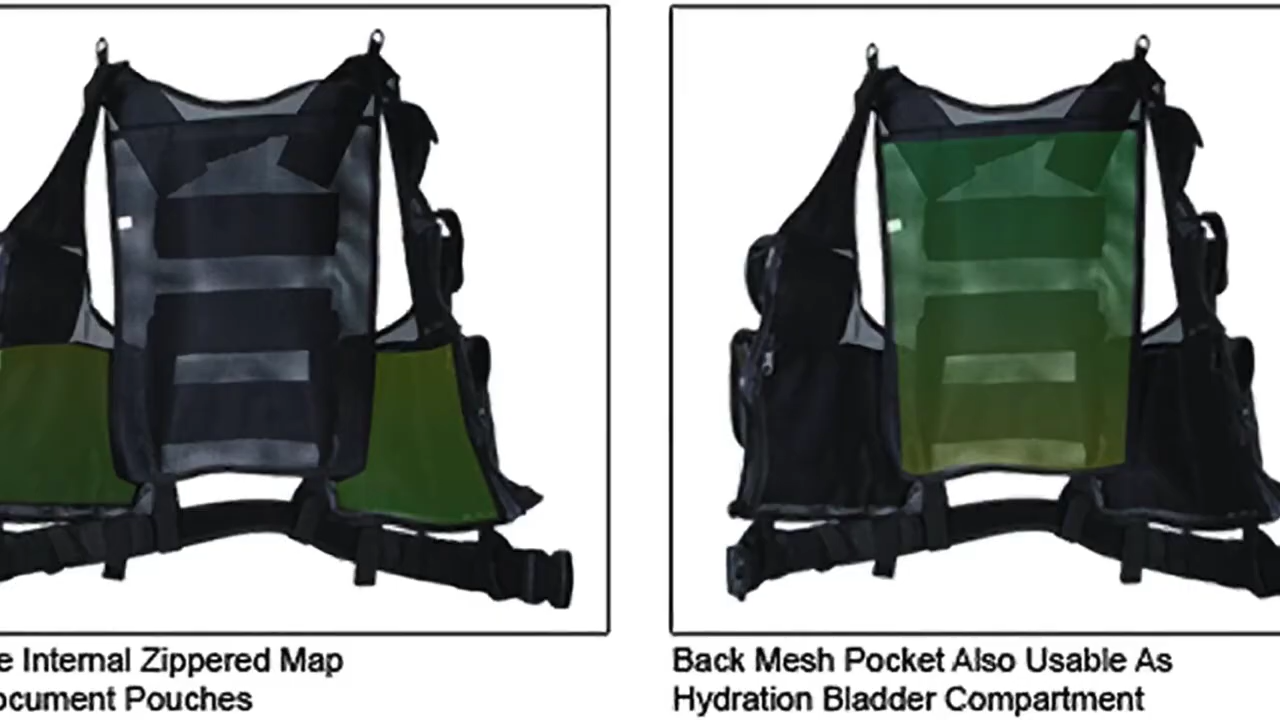 e Internal Zippered Map
ocument Pouches
Back Mesh Pocket Also Usable As
Hydration Bladder Compartment